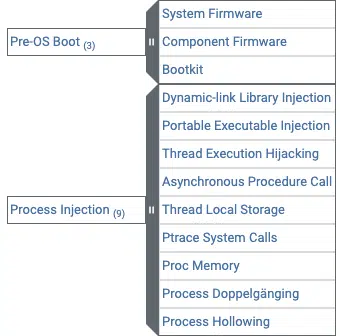 Pre-OS Boot (3)
System Firmware
Component Firmware
Bootkit
Process Injection (9)
Dynamic-link Library Injection
Portable Executable Injection
Thread Execution Hijacking
Asynchronous Procedure Call
Thread Local Storage
Ptrace System Calls
Proc Memory
Process Doppelgänging
Process Hollowing